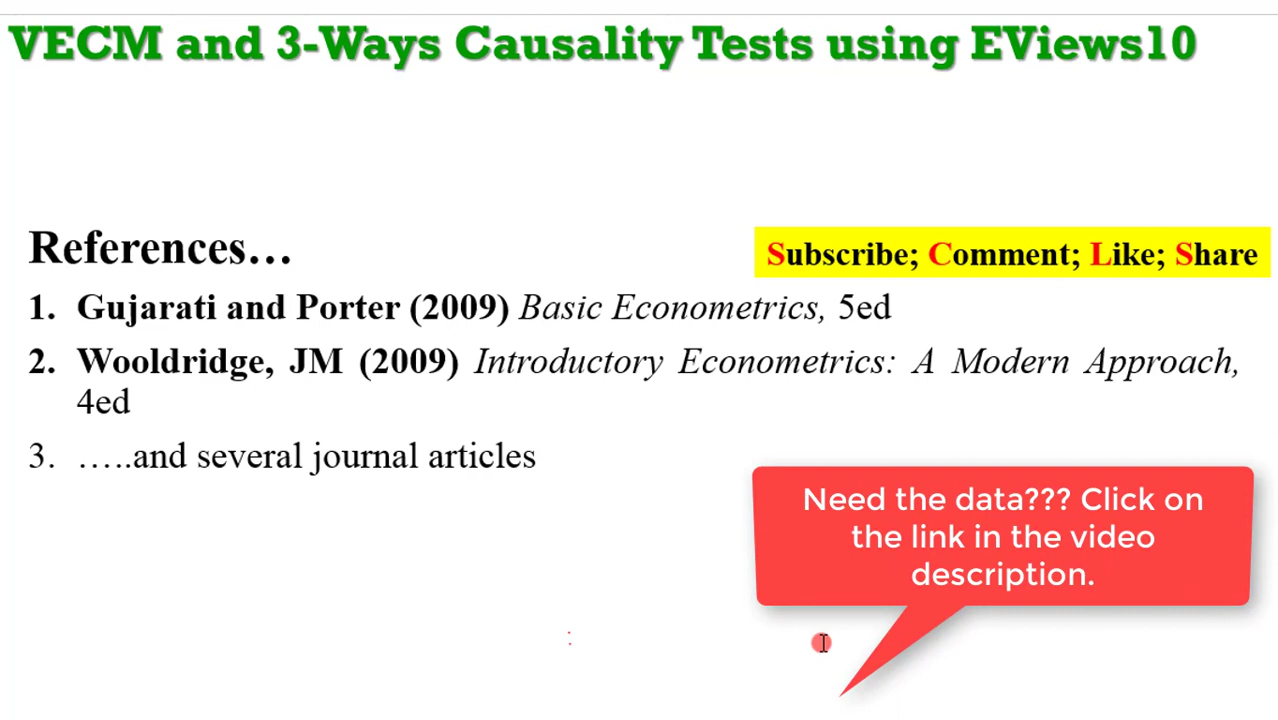 VECM and 3-Ways Causality Tests using EViews10
References…
Subscribe; Comment; Like; Share
1. Gujarati and Porter (2009) Basic Econometrics, 5ed
2. Wooldridge, JM (2009) Introductory Econometrics: A Modern Approach,
4ed
3. …..and several journal articles
Need the data??? Click on
the link in the video
description.